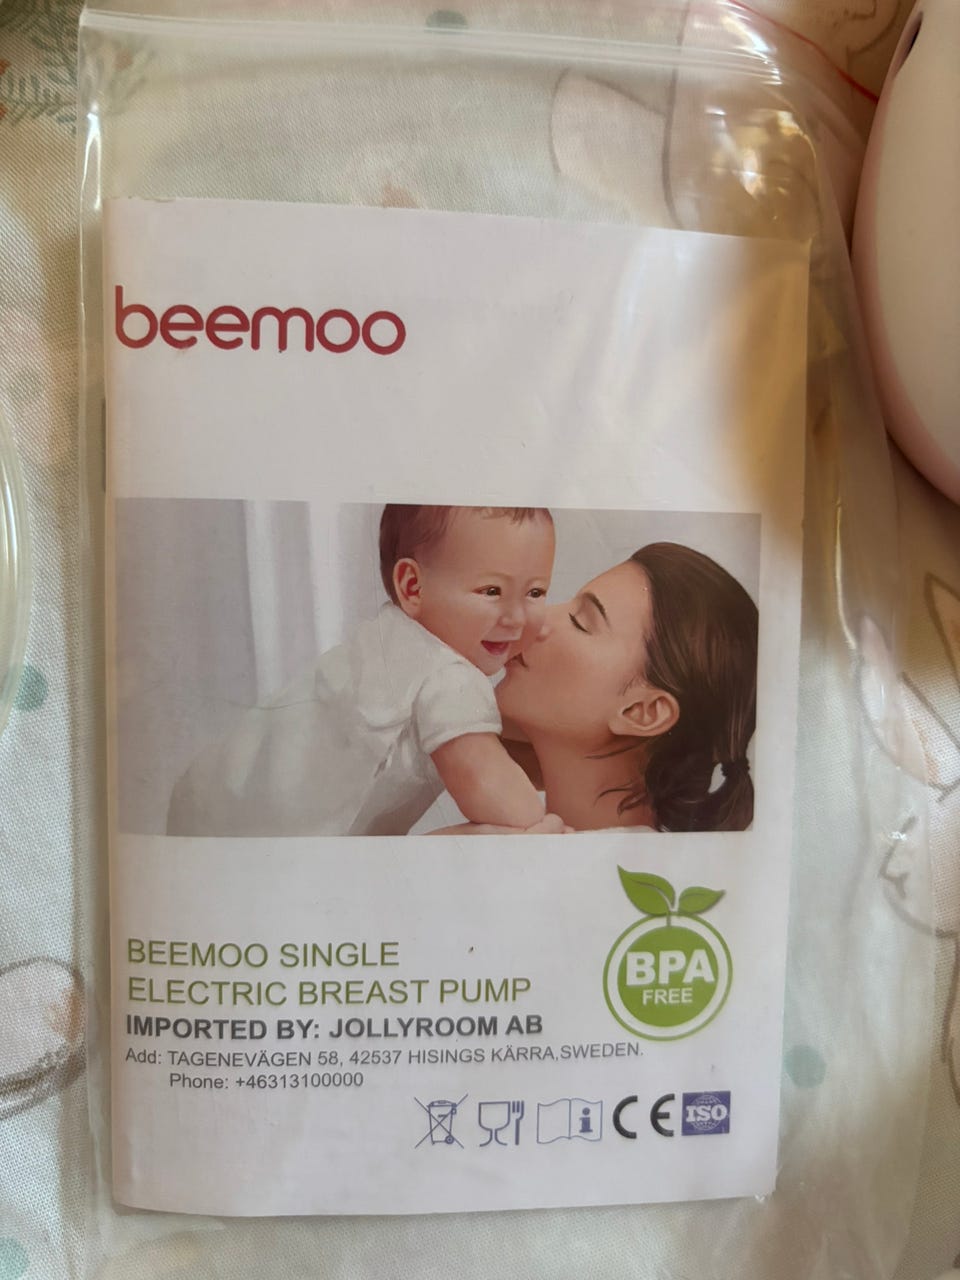 beemoo
BEEMOO SINGLE
ELECTRIC BREAST PUMP
IMPORTED BY: JOLLYROOM AB
Add: TAGENEVÄGEN 58, 42537 HISINGS KÄRRA,SWEDEN.
Phone: +46313100000
BPA
FREE
i CE ISO